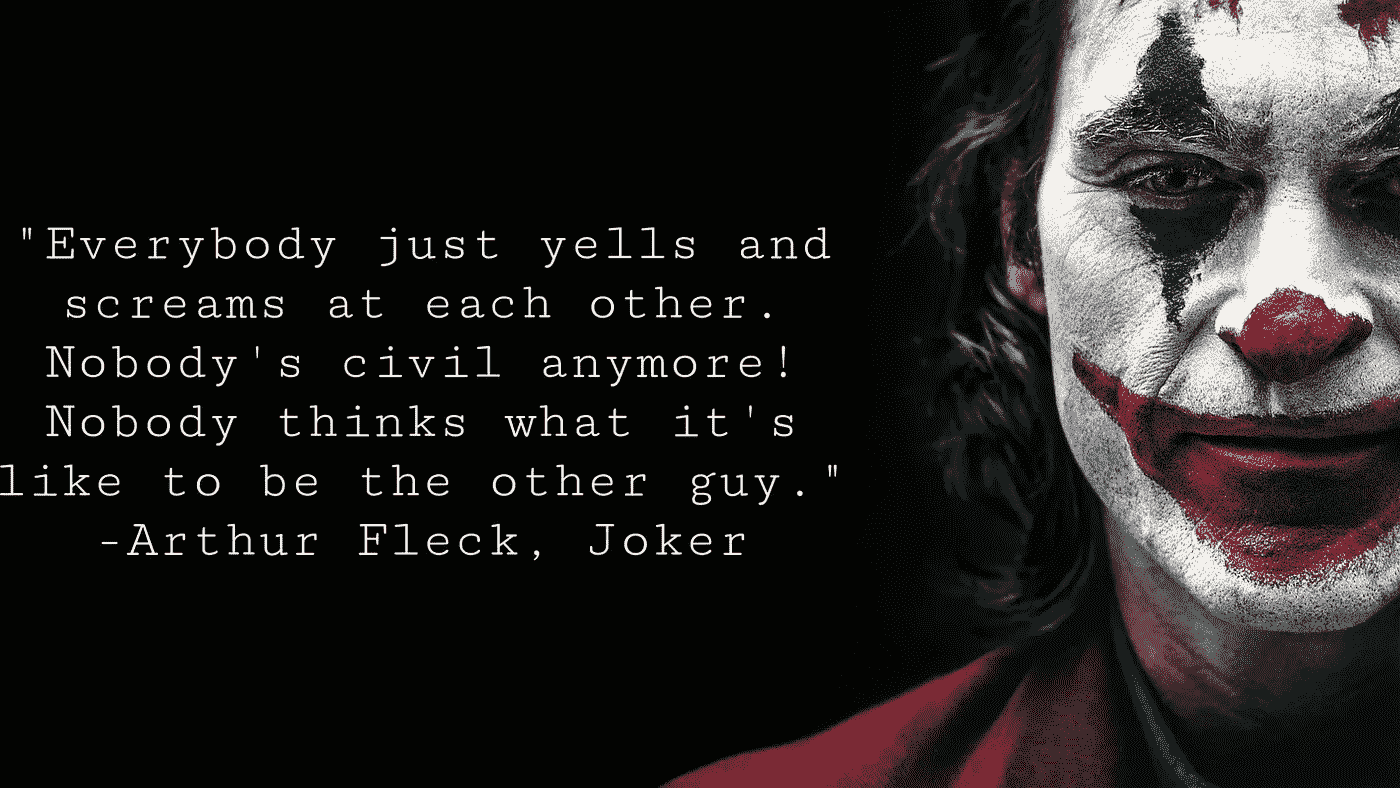 "Everybody just yells and
screams at each other.
Nobody's civil anymore!
Nobody thinks what it's
like to be the other guy."
-Arthur Fleck, Joker